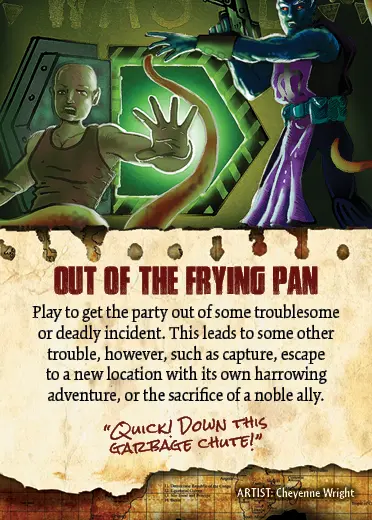 OUT OF THE FRYING PAN
Play to get the party out of some troublesome
or deadly incident. This leads to some other
trouble, however, such as capture, escape
to a new location with its own harrowing
adventure, or the sacrifice of a noble ally.
“QUICK! DOWN THIS
GARBAGE CHUTE!”
ARTIST: Cheyenne Wright